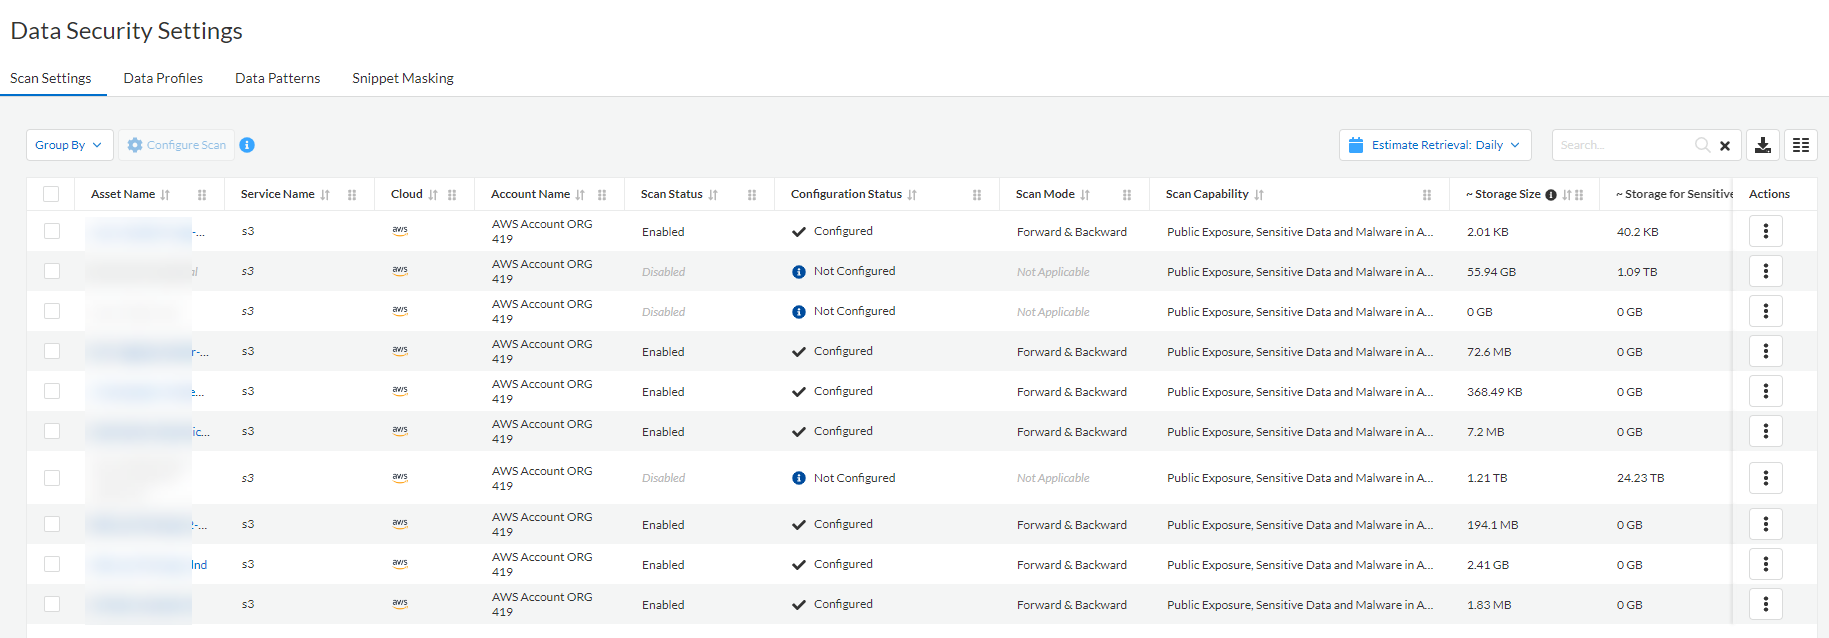 Data Security Settings
Scan Settings Data Profiles Data Patterns Snippet Masking
Group By Configure Scan Estimate Retrieval: Daily Search...
Asset Name Service Name Cloud Account Name Scan Status Configuration Status Scan Mode Scan Capability ~ Storage Size ~ Storage for Sensitive Actions
-... s3 aws AWS Account ORG 419 Enabled Configured Forward & Backward Public Exposure, Sensitive Data and Malware in A... 2.01 KB 40.2 KB
al s3 aws AWS Account ORG 419 Disabled Not Configured Not Applicable Public Exposure, Sensitive Data and Malware in A... 55.94 GB 1.09 TB
s3 aws AWS Account ORG 419 Disabled Not Configured Not Applicable Public Exposure, Sensitive Data and Malware in A... 0 GB 0 GB
r-... s3 aws AWS Account ORG 419 Enabled Configured Forward & Backward Public Exposure, Sensitive Data and Malware in A... 72.6 MB 0 GB
e... s3 aws AWS Account ORG 419 Enabled Configured Forward & Backward Public Exposure, Sensitive Data and Malware in A... 368.49 KB 0 GB
ic... s3 aws AWS Account ORG 419 Enabled Configured Forward & Backward Public Exposure, Sensitive Data and Malware in A... 7.2 MB 0 GB
s3 aws AWS Account ORG 419 Disabled Not Configured Not Applicable Public Exposure, Sensitive Data and Malware in A... 1.21 TB 24.23 TB
-... s3 aws AWS Account ORG 419 Enabled Configured Forward & Backward Public Exposure, Sensitive Data and Malware in A... 194.1 MB 0 GB
nd s3 aws AWS Account ORG 419 Enabled Configured Forward & Backward Public Exposure, Sensitive Data and Malware in A... 2.41 GB 0 GB
s3 aws AWS Account ORG 419 Enabled Configured Forward & Backward Public Exposure, Sensitive Data and Malware in A... 1.83 MB 0 GB